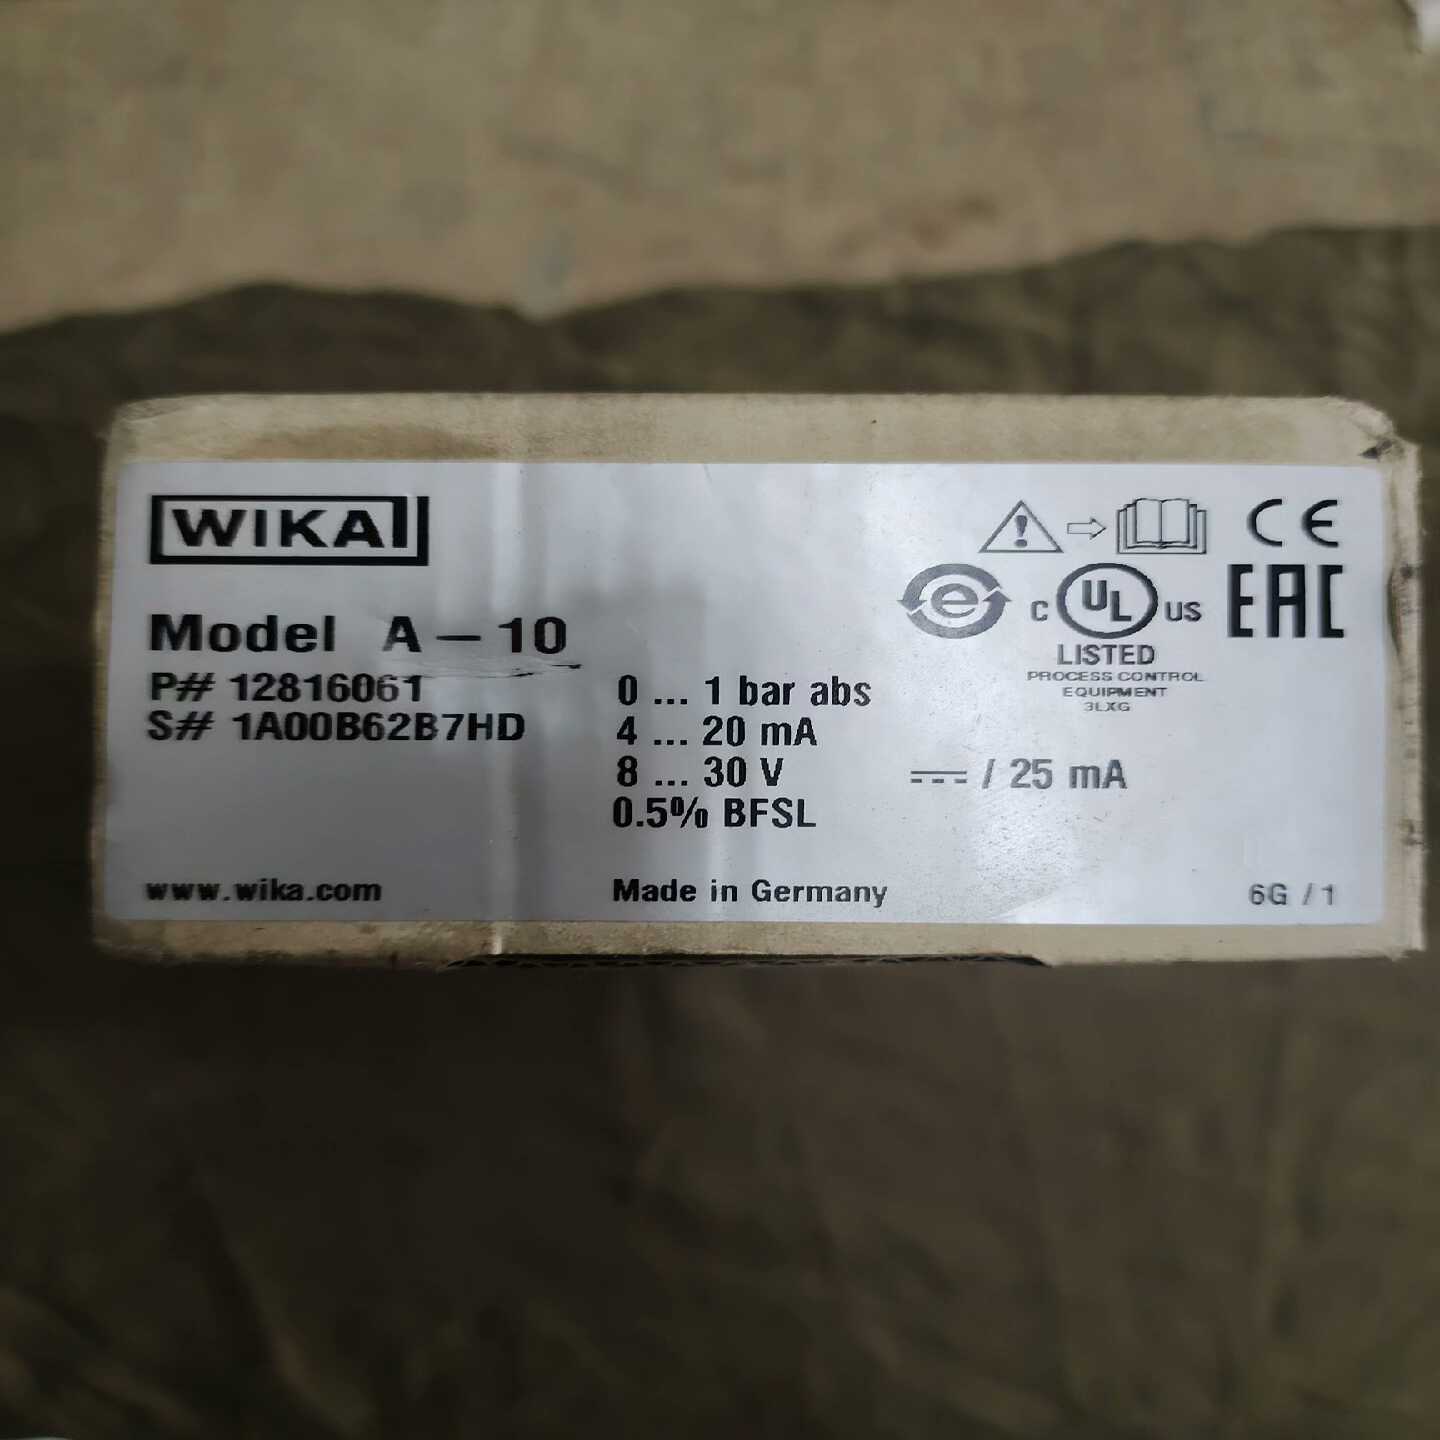 WIKA
CE
e
c UL us
EAC
Model A-10
LISTED
P# 12816061
0 ... 1 bar abs
PROCESS CONTROL
EQUIPMENT
3LXG
S# 1A00B62B7HD
4 ... 20 mA
8 ... 30 V ⎓ / 25 mA
0.5% BFSL
www.wika.com
Made in Germany
6G / 1